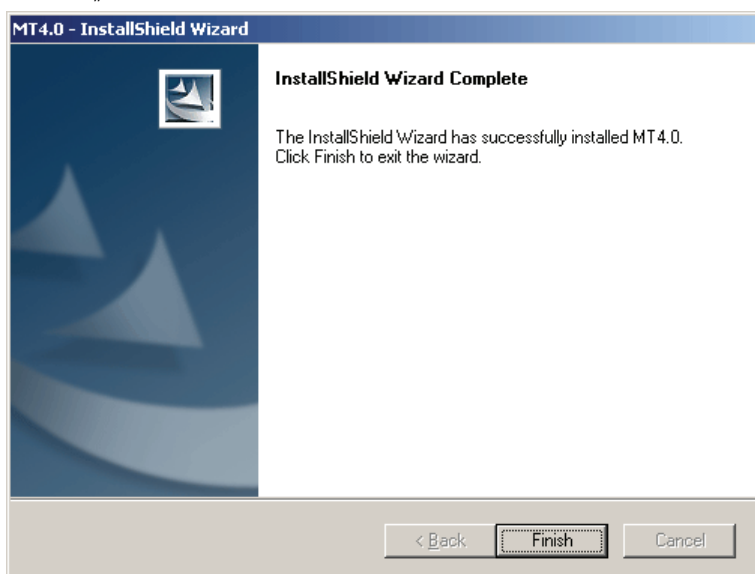 MT4.0 - InstallShield Wizard
InstallShield Wizard Complete
The InstallShield Wizard has successfully installed MT4.0.
Click Finish to exit the wizard.
< Back
Finish
Cancel